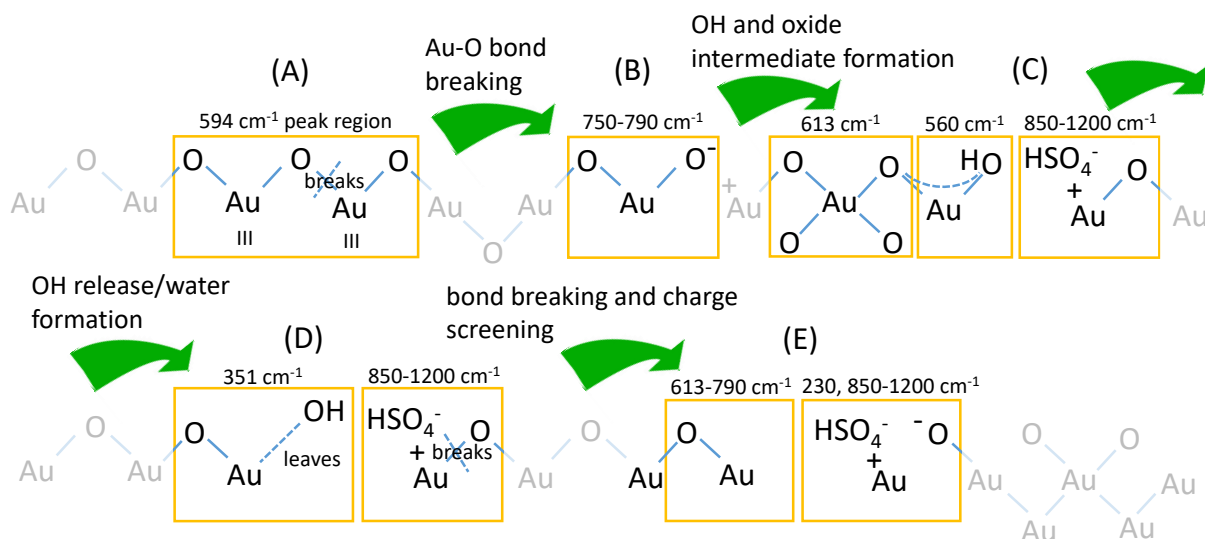 Au-O bond
breaking
OH and oxide
intermediate formation
(A)
(B)
(C)
594 cm⁻¹ peak region
750-790 cm⁻¹
613 cm⁻¹
560 cm⁻¹
850-1200 cm⁻¹
O O O O O O⁻ O O HO HSO₄⁻ O
breaks
+ +
Au Au Au Au Au Au Au Au Au Au Au Au
III III O O O
OH release/water
formation
bond breaking and charge
screening
(D)
(E)
351 cm⁻¹
850-1200 cm⁻¹
613-790 cm⁻¹
230, 850-1200 cm⁻¹
O O OH HSO₄⁻ O O O HSO₄⁻ ⁻O O O
leaves
+ breaks
+
Au Au Au Au Au Au Au Au Au Au Au
Au Au